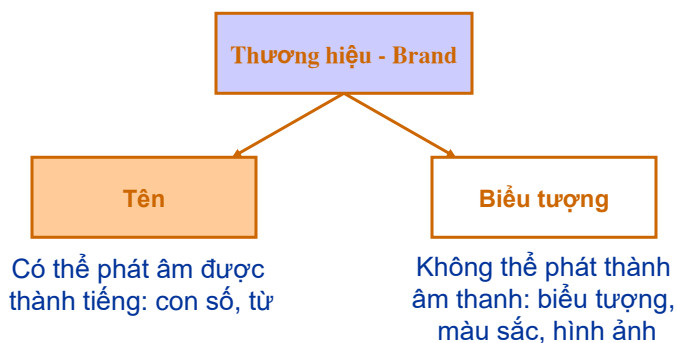 Thương hiệu - Brand
Tên
Biểu tượng
Có thể phát âm được
thành tiếng: con số, từ
Không thể phát thành
âm thanh: biểu tượng,
màu sắc, hình ảnh